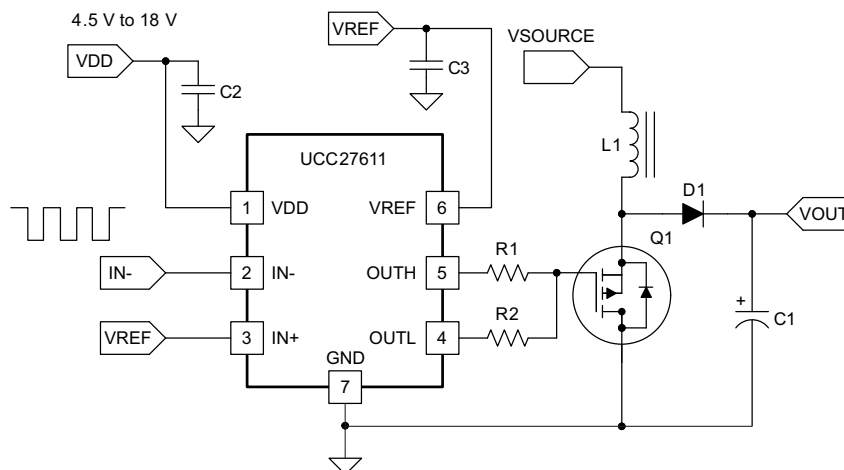 4.5 V to 18 V
VDD
C2
VREF
C3
VSOURCE
L1
UCC27611
D1
VOUT
1 VDD
VREF 6
Q1
R1
IN-
2 IN-
OUTH 5
R2
+
C1
VREF
3 IN+
OUTL 4
GND
7